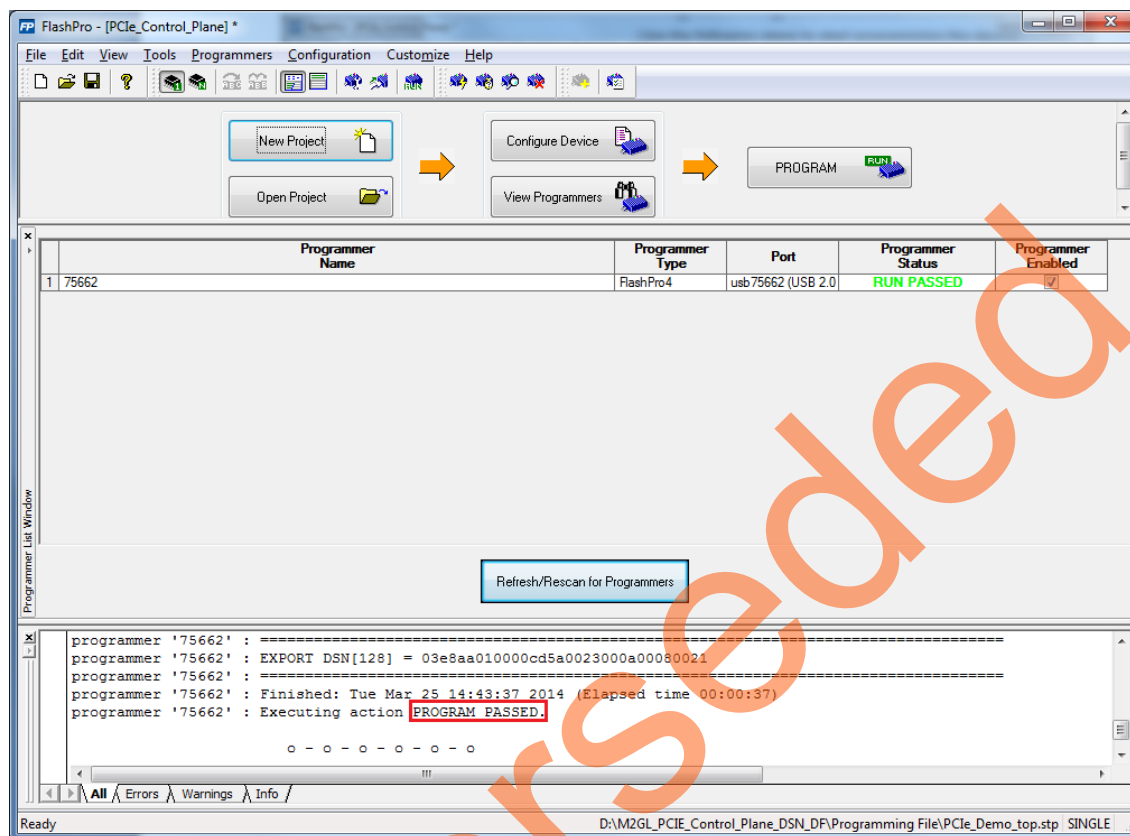 FlashPro - [PCIe_Control_Plane] *
File Edit View Tools Programmers Configuration Customize Help
New Project
Configure Device
PROGRAM
RUN
Open Project
View Programmers
Programmer Name
Programmer Type
Port
Programmer Status
Programmer Enabled
1 75662 FlashPro4 usb75662 (USB 2.0 RUN PASSED
Programmer List Window
Refresh/Rescan for Programmers
programmer '75662' : =====================================================================================
programmer '75662' : EXPORT DSN[128] = 03e8aa010000cd5a0023000a00080021
programmer '75662' : =====================================================================================
programmer '75662' : Finished: Tue Mar 25 14:43:37 2014 (Elapsed time 00:00:37)
programmer '75662' : Executing action PROGRAM PASSED.
o - o - o - o - o - o
All Errors Warnings Info
Ready D:\M2GL_PCIE_Control_Plane_DSN_DF\Programming File\PCIe_Demo_top.stp SINGLE
erseded